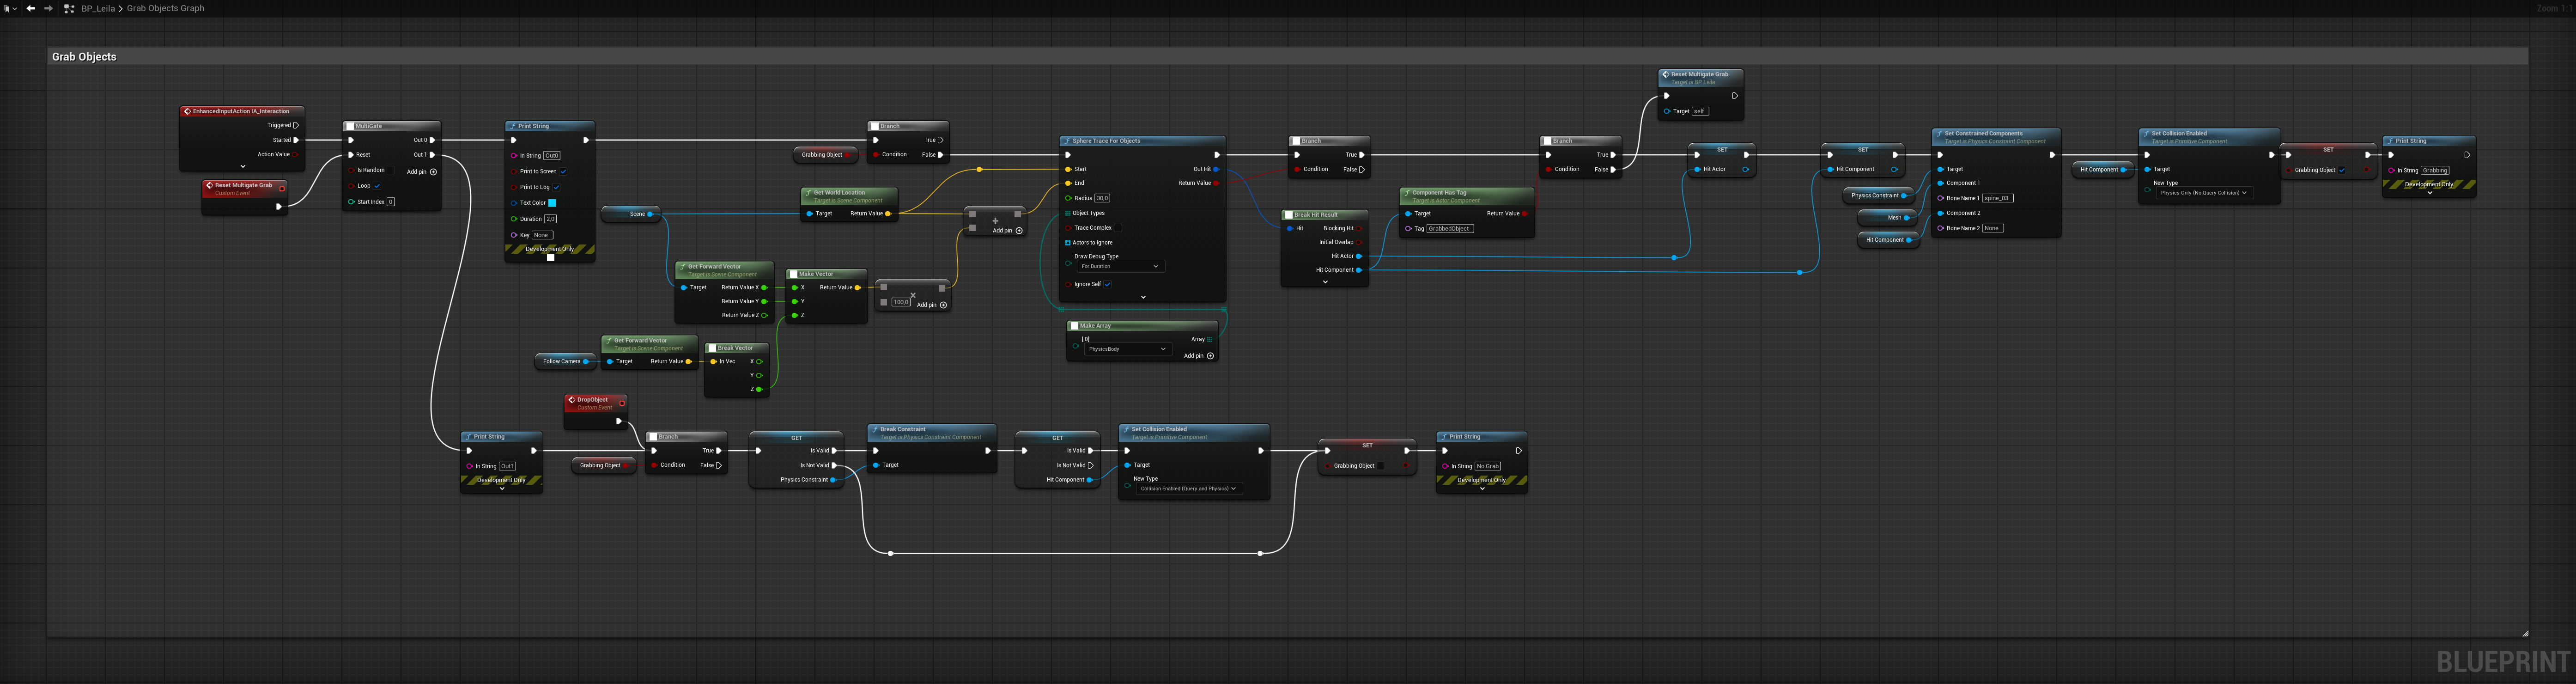 BP_Leila > Grab Objects Graph
Zoom 1:1
Grab Objects
EnhancedInputAction IA_Interaction
Triggered
Started
Action Value
Reset Multigate Grab
Custom Event
MultiGate
Out 0
Reset
Out 1
Is Random
Add pin
Loop
Start Index 0
Print String
In String Out0
Print to Screen
Print to Log
Text Color
Duration 2,0
Key None
Development Only
Grabbing Object
Branch
True
Condition
False
Scene
Get World Location
Target is Scene Component
Target
Return Value
+
Add pin
Get Forward Vector
Target is Scene Component
Target
Return Value X
Return Value Y
Return Value Z
Make Vector
X
Return Value
Y
Z
×
100,0
Add pin
Follow Camera
Get Forward Vector
Target is Scene Component
Target
Return Value
Break Vector
In Vec
X
Y
Z
Sphere Trace For Objects
Start
Out Hit
End
Return Value
Radius 30,0
Object Types
Trace Complex
Actors to Ignore
Draw Debug Type
For Duration
Ignore Self
Make Array
[0]
Array
PhysicsBody
Add pin
Branch
True
Condition
False
Break Hit Result
Hit
Blocking Hit
Initial Overlap
Hit Actor
Hit Component
Component Has Tag
Target is Actor Component
Target
Return Value
Tag GrabbedObject
Branch
True
Condition
False
Reset Multigate Grab
Target is BP Leila
Target self
SET
Hit Actor
SET
Hit Component
Physics Constraint
Mesh
Hit Component
Set Constrained Components
Target is Physics Constraint Component
Target
Component 1
Bone Name 1 spine_03
Component 2
Bone Name 2 None
Hit Component
Set Collision Enabled
Target is Primitive Component
Target
New Type
Physics Only (No Query Collision)
SET
Grabbing Object
Print String
In String Grabbing
Development Only
DropObject
Custom Event
Print String
In String Out1
Development Only
Grabbing Object
Branch
True
Condition
False
GET
Is Valid
Is Not Valid
Physics Constraint
Break Constraint
Target is Physics Constraint Component
Target
GET
Is Valid
Is Not Valid
Hit Component
Set Collision Enabled
Target is Primitive Component
Target
New Type
Collision Enabled (Query and Physics)
SET
Grabbing Object
Print String
In String No Grab
Development Only
BLUEPRINT